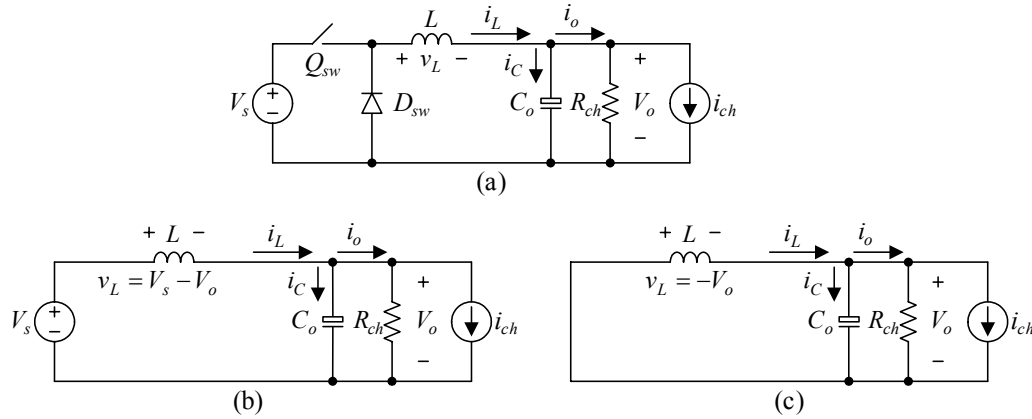 L
i_L
i_o
Q_sw
+ v_L −
i_C
+
V_s
+
−
D_sw
C_o
R_ch
V_o
i_ch
−
(a)
+ L −
i_L
i_o
v_L = V_s − V_o
i_C
+
V_s
+
−
C_o
R_ch
V_o
i_ch
−
(b)
+ L −
i_L
i_o
v_L = −V_o
i_C
+
C_o
R_ch
V_o
i_ch
−
(c)